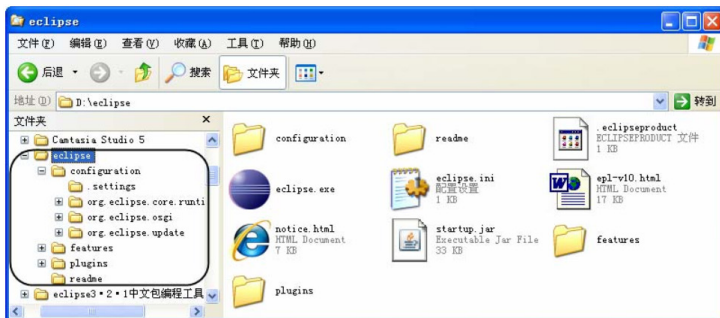 eclipse
文件(F) 编辑(E) 查看(V) 收藏(A) 工具(T) 帮助(H)
后退 搜索 文件夹
地址(D) D:\eclipse 转到
文件夹 ×
Camtasia Studio 5
eclipse
configuration
.settings
org.eclipse.core.runti
org.eclipse.osgi
org.eclipse.update
features
plugins
readme
eclipse3·2·1中文包编程工具
configuration
readme
.eclipseproduct
ECLIPSEPRODUCT 文件
1 KB
eclipse.exe
eclipse.ini
配置设置
1 KB
epl-v10.html
HTML Document
17 KB
notice.html
HTML Document
7 KB
startup.jar
Executable Jar File
33 KB
features
plugins